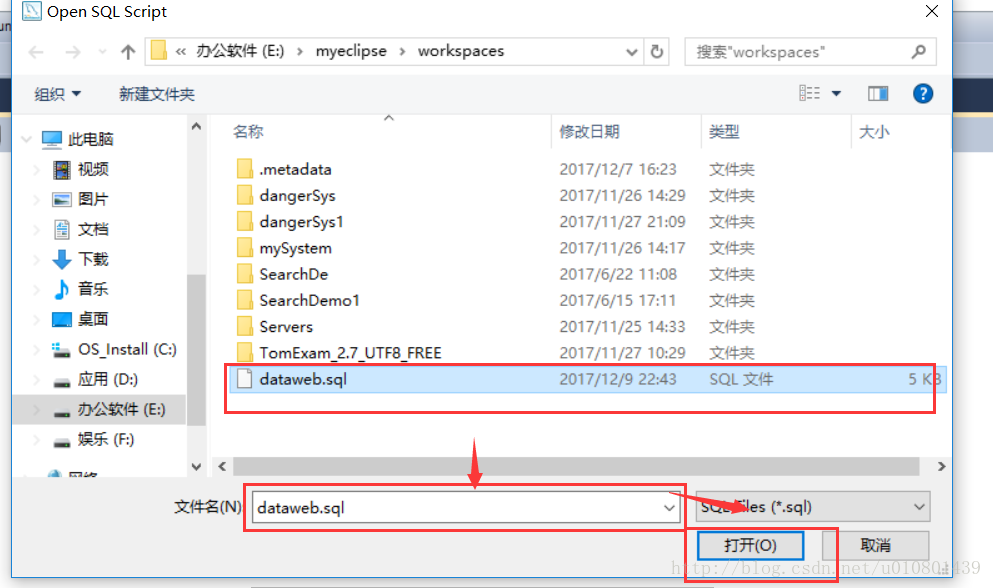 Open SQL Script
« 办公软件 (E:) › myeclipse › workspaces
搜索"workspaces"
组织
新建文件夹
此电脑
视频
图片
文档
下载
音乐
桌面
OS_Install (C:)
应用 (D:)
办公软件 (E:)
娱乐 (F:)
网络
名称 修改日期 类型 大小
.metadata 2017/12/7 16:23 文件夹
dangerSys 2017/11/26 14:29 文件夹
dangerSys1 2017/11/27 21:09 文件夹
mySystem 2017/11/26 14:17 文件夹
SearchDe 2017/6/22 11:08 文件夹
SearchDemo1 2017/6/15 17:11 文件夹
Servers 2017/11/25 14:33 文件夹
TomExam_2.7_UTF8_FREE 2017/11/27 10:29 文件夹
dataweb.sql 2017/12/9 22:43 SQL 文件 5 KB
文件名(N) dataweb.sql
SQL Files (*.sql)
打开(O)
取消
http://blog.csdn.net/u010801439